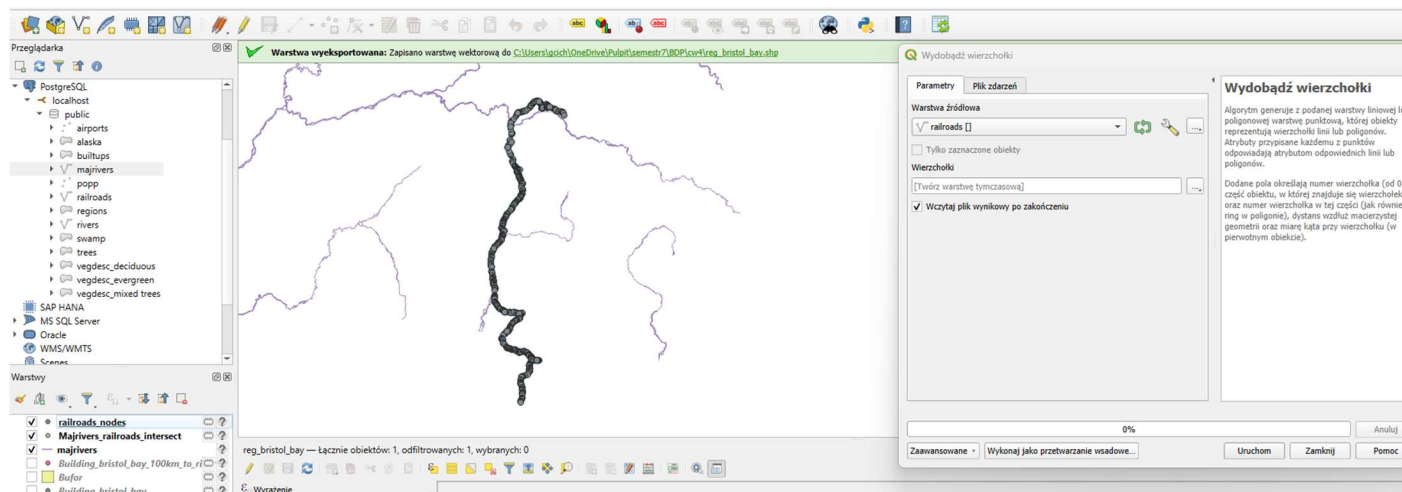 abc
abc
abc
Przeglądarka
Warstwa wyeksportowana: Zapisano warstwę wektorową do C:\Users\gcich\OneDrive\Pulpit\semestr7\BDP\cw4\reg_bristol_bay.shp
PostgreSQL
localhost
public
airports
alaska
builtups
majrivers
popp
railroads
regions
rivers
swamp
trees
vegdesc_deciduous
vegdesc_evergreen
vegdesc_mixed trees
SAP HANA
MS SQL Server
Oracle
WMS/WMTS
Scenes
Warstwy
railroads_nodes
Majrivers_railroads_intersect
majrivers
Building_bristol_bay_100km_to_ri
Bufor
Building_bristol_bay
reg_bristol_bay — Łącznie obiektów: 1, odfiltrowanych: 1, wybranych: 0
Wyrażenie
Wydobądź wierzchołki
Parametry
Plik zdarzeń
Warstwa źródłowa
railroads []
Tylko zaznaczone obiekty
Wierzchołki
[Twórz warstwę tymczasową]
Wczytaj plik wynikowy po zakończeniu
Wydobądź wierzchołki
Algorytm generuje z podanej warstwy liniowej l
poligonowej warstwę punktową, której obiekty
reprezentują wierzchołki linii lub poligonów.
Atrybuty przypisane każdemu z punktów
odpowiadają atrybutom odpowiednich linii lub
poligonów.
Dodane pola określają numer wierzchołka (od 0
część obiektu, w której znajduje się wierzchołek
oraz numer wierzchołka w tej części (jak równie
ring w poligonie), dystans wzdłuż macierzystej
geometrii oraz miarę kąta przy wierzchołku (w
pierwotnym obiekcie).
0%
Anuluj
Zaawansowane
Wykonaj jako przetwarzanie wsadowe...
Uruchom
Zamknij
Pomoc